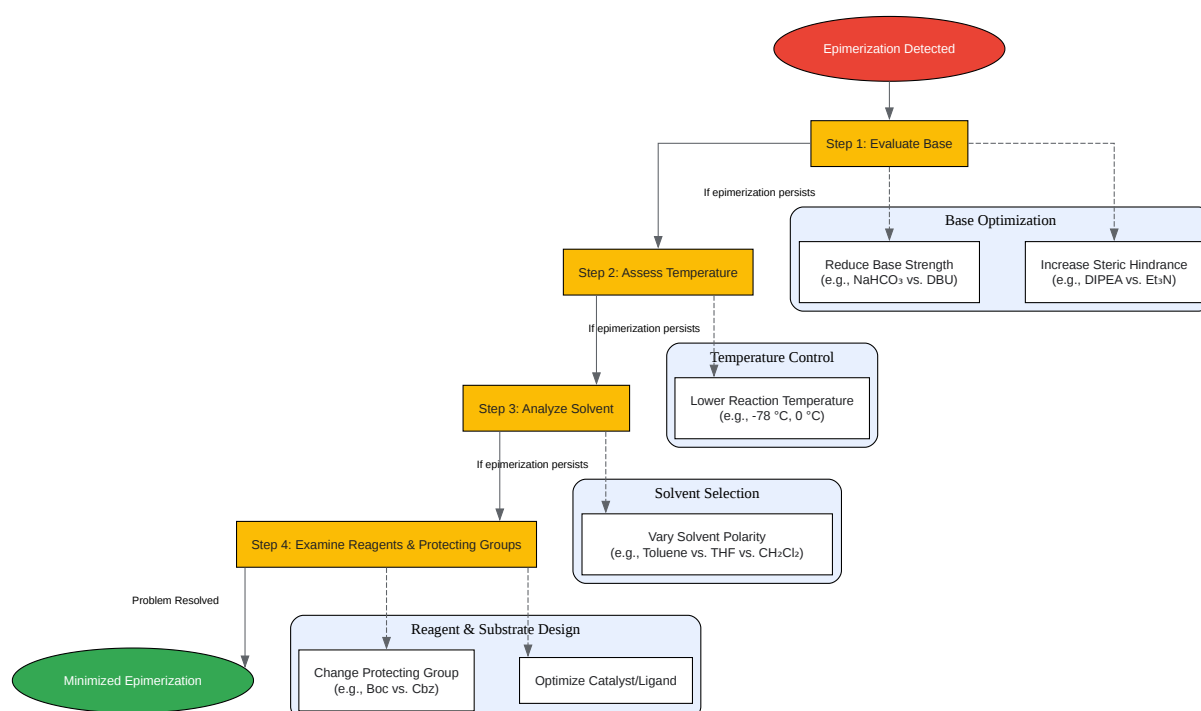 Epimerization Detected
Step 1: Evaluate Base
If epimerization persists
Base Optimization
Reduce Base Strength
(e.g., NaHCO₃ vs. DBU)
Increase Steric Hindrance
(e.g., DIPEA vs. Et₃N)
Step 2: Assess Temperature
If epimerization persists
Temperature Control
Lower Reaction Temperature
(e.g., -78 °C, 0 °C)
Step 3: Analyze Solvent
If epimerization persists
Solvent Selection
Vary Solvent Polarity
(e.g., Toluene vs. THF vs. CH₂Cl₂)
Step 4: Examine Reagents & Protecting Groups
Problem Resolved
Reagent & Substrate Design
Change Protecting Group
(e.g., Boc vs. Cbz)
Optimize Catalyst/Ligand
Minimized Epimerization